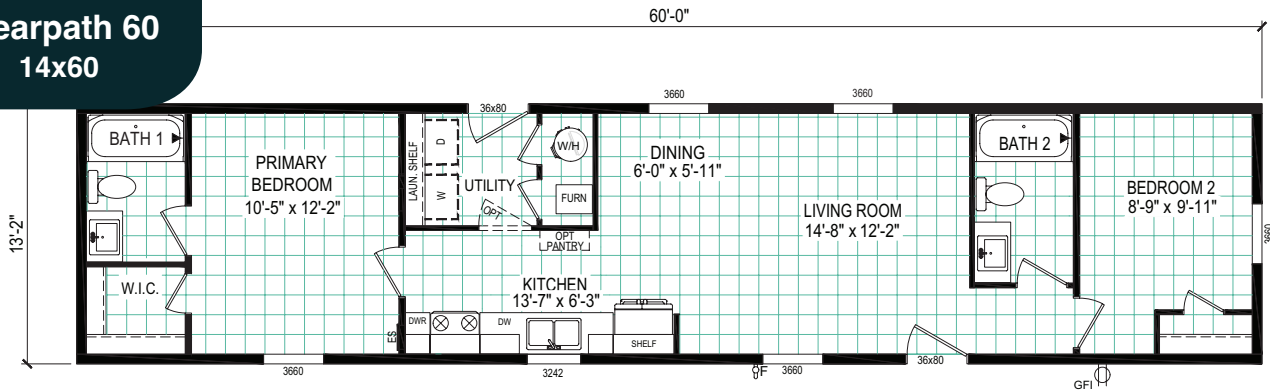 earpath 60
14x60
60'-0"
13'-2"
36x80
3660
3660
BATH 1
PRIMARY
BEDROOM
10'-5" x 12'-2"
W.I.C.
LAUN. SHELF
D
W
UTILITY
OPT
W/H
FURN
OPT
PANTRY
DINING
6'-0" x 5'-11"
LIVING ROOM
14'-8" x 12'-2"
KITCHEN
13'-7" x 6'-3"
DWR
DW
SHELF
ES
BATH 2
BEDROOM 2
8'-9" x 9'-11"
3660
3660
3242
F
3660
36x80
GFI